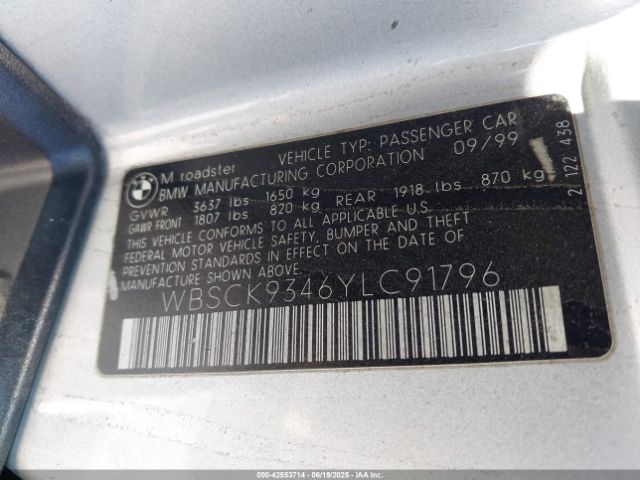 BMW
M roadster VEHICLE TYP: PASSENGER CAR
BMW MANUFACTURING CORPORATION 09/99
GVWR 3637 lbs 1650 kg
GAWR FRONT 1807 lbs 820 kg REAR 1918 lbs 870 kg
THIS VEHICLE CONFORMS TO ALL APPLICABLE U.S.
FEDERAL MOTOR VEHICLE SAFETY, BUMPER AND THEFT
PREVENTION STANDARDS IN EFFECT ON THE DATE OF
MANUFACTURE SHOWN ABOVE.
WBSCK9346YLC91796
2 122 438
000-42553714 - 06/19/2025 - IAAI.COM